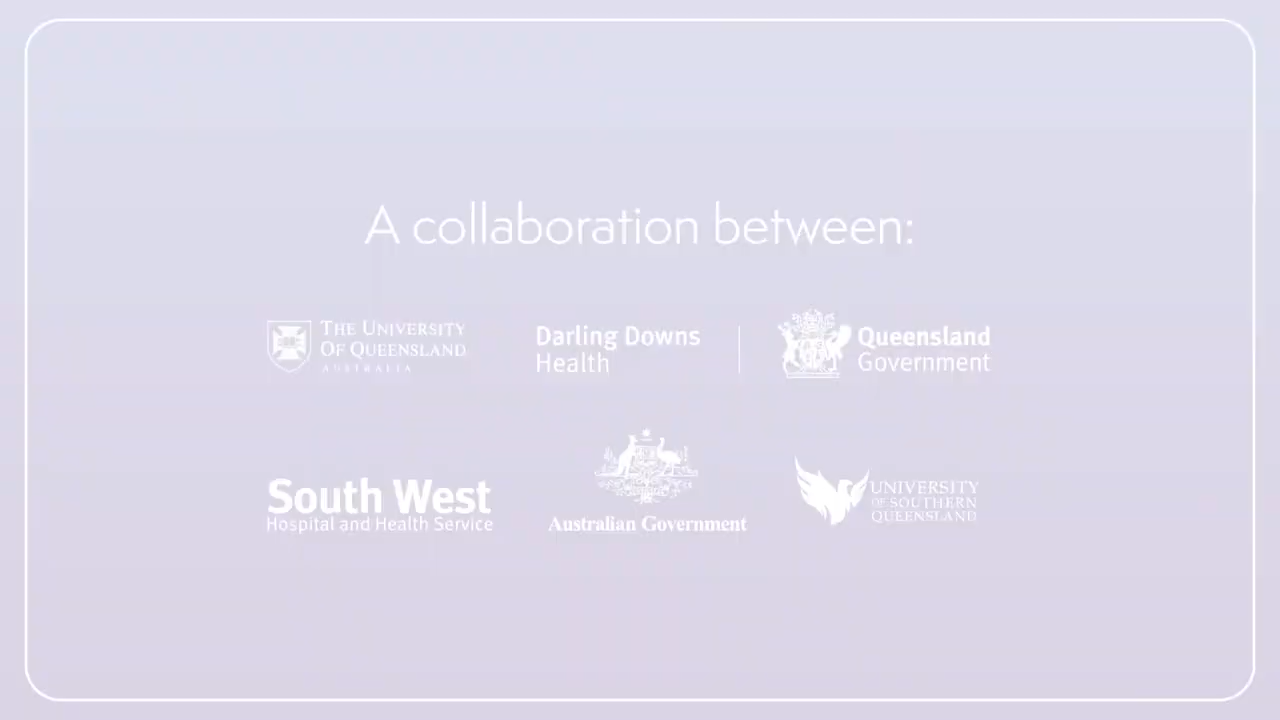 A collaboration between:
THE UNIVERSITY
OF QUEENSLAND
AUSTRALIA
Darling Downs
Health
Queensland
Government
South West
Hospital and Health Service
Australian Government
UNIVERSITY
OF SOUTHERN
QUEENSLAND